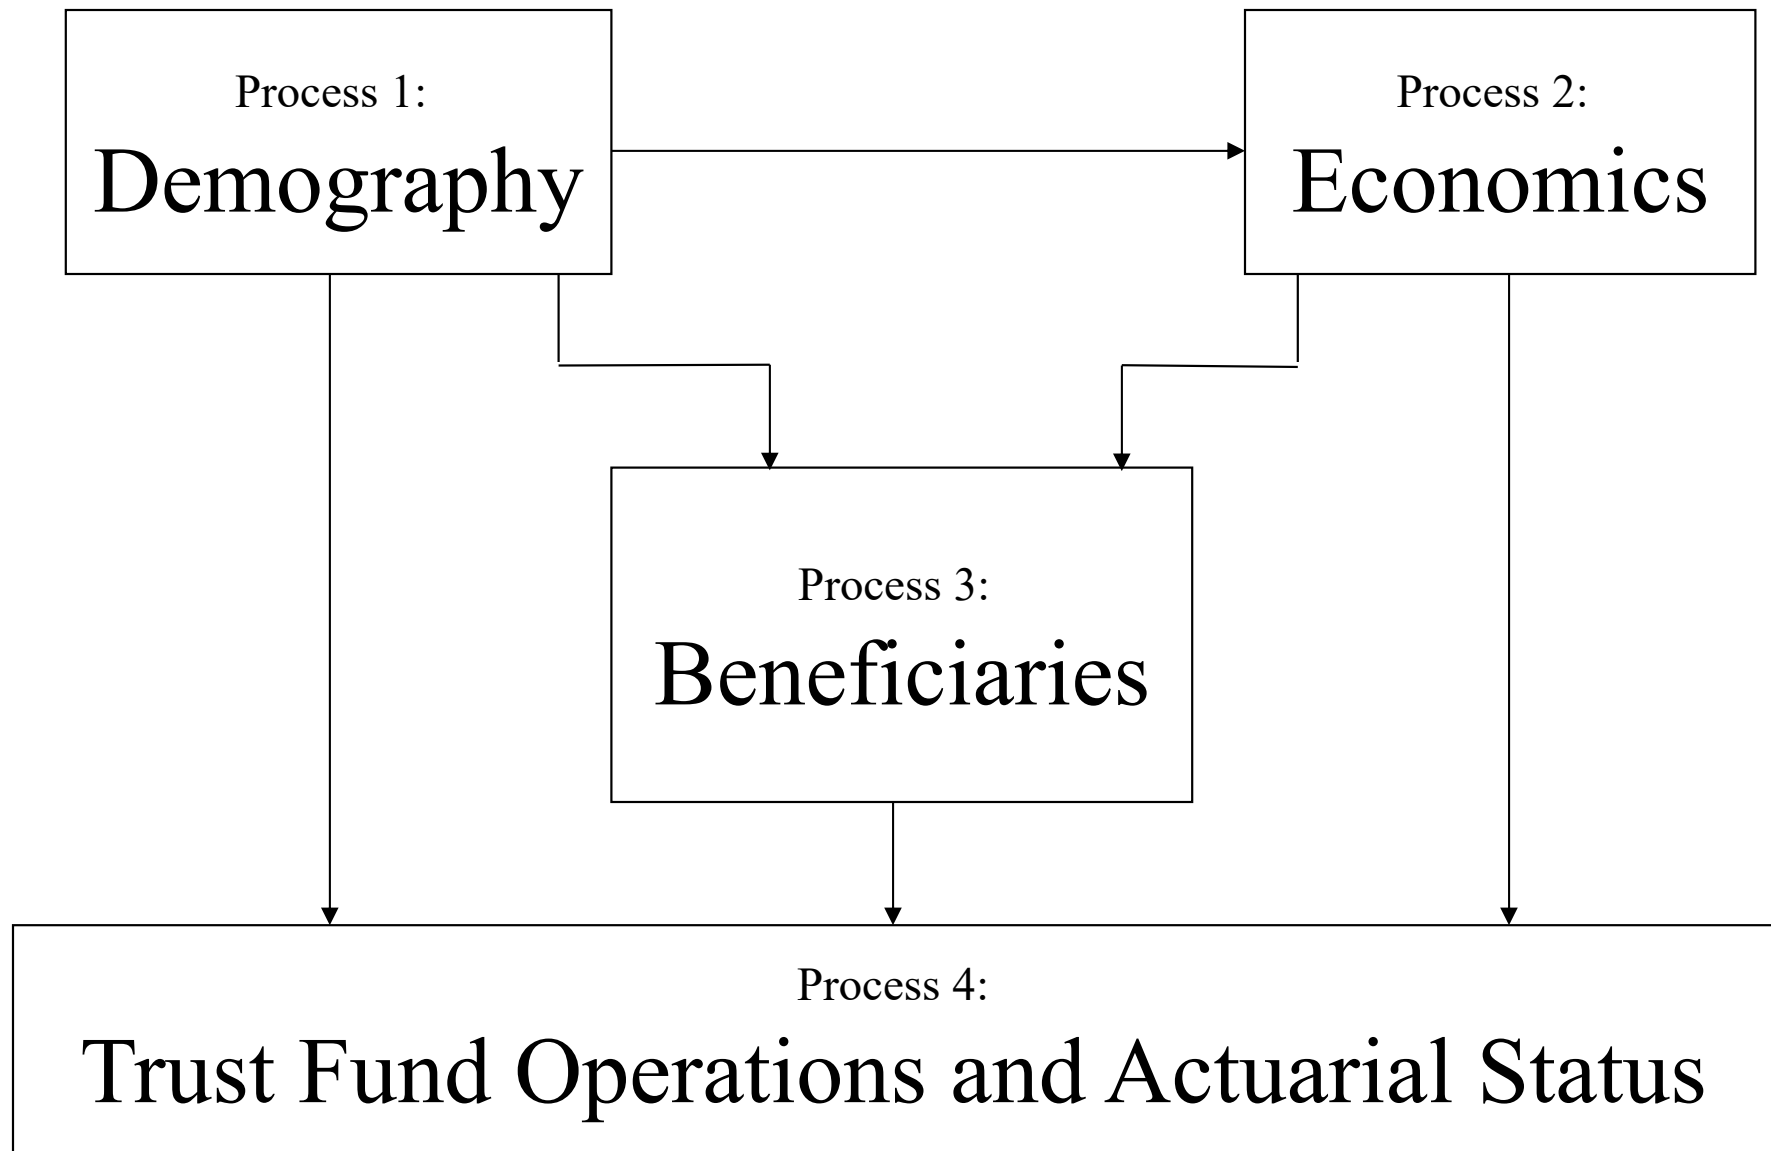 Process 1:
Demography
Process 2:
Economics
Process 3:
Beneficiaries
Process 4:
Trust Fund Operations and Actuarial Status